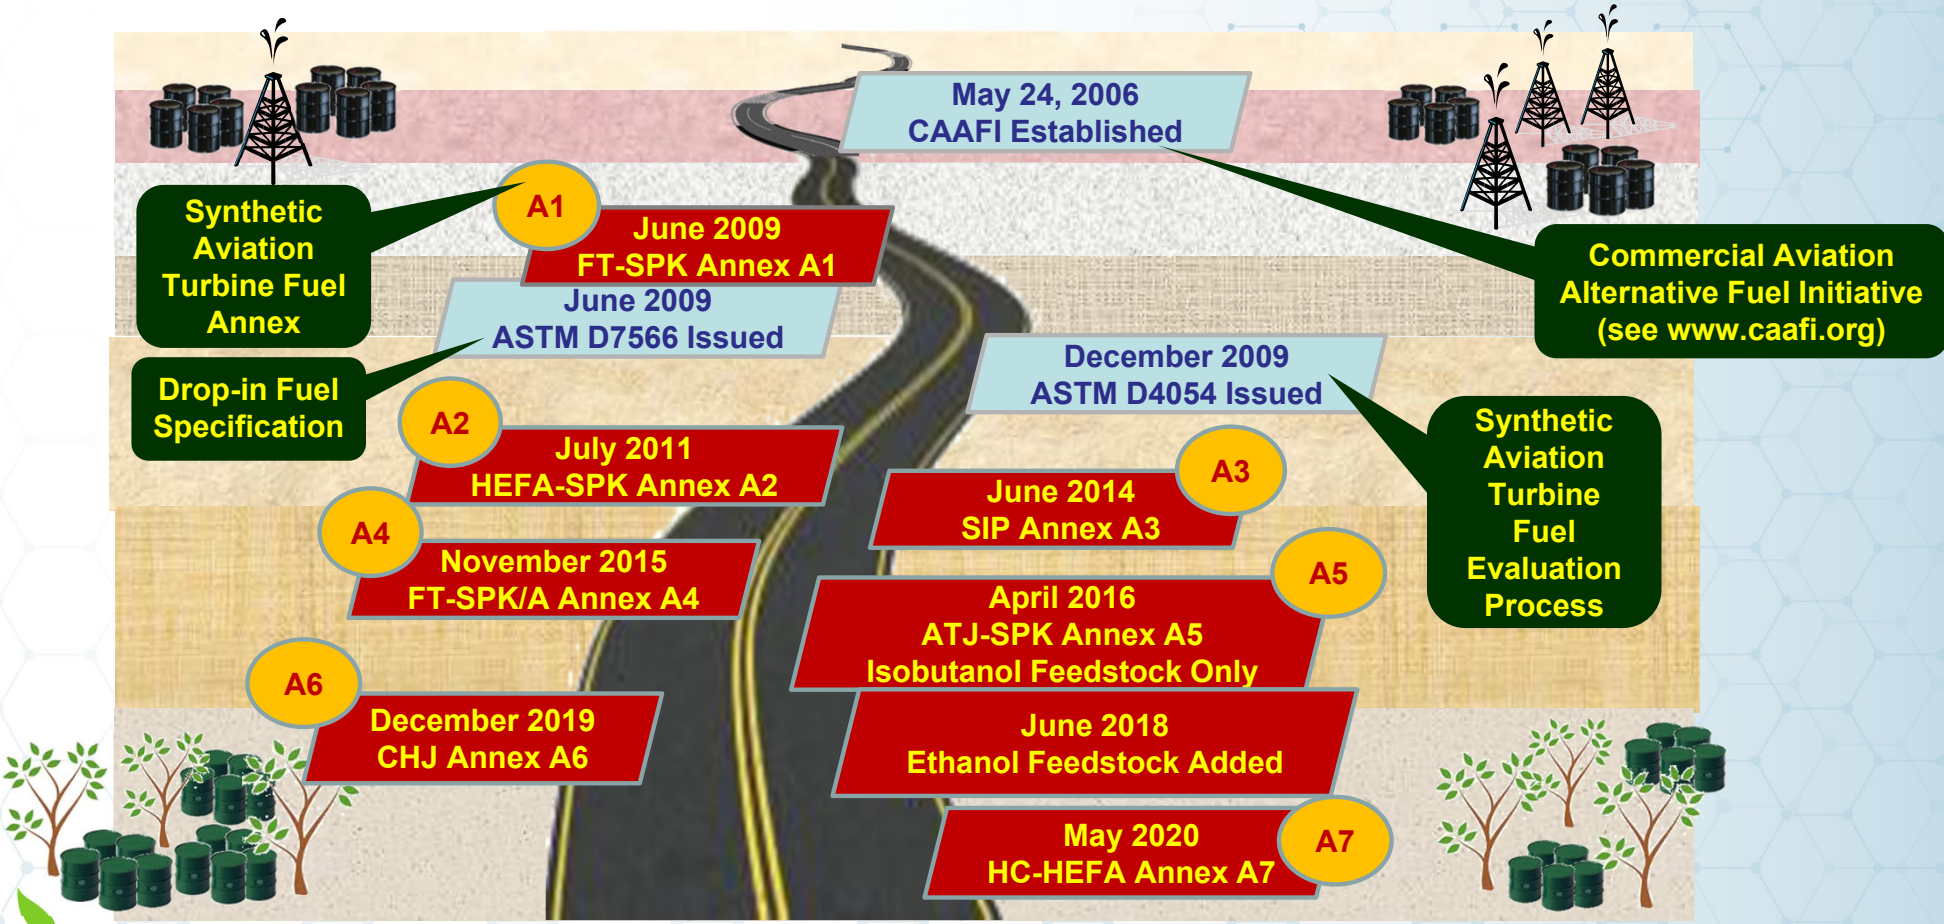 May 24, 2006
CAAFI Established
Commercial Aviation
Alternative Fuel Initiative
(see www.caafi.org)
Synthetic
Aviation
Turbine Fuel
Annex
A1
June 2009
FT-SPK Annex A1
June 2009
ASTM D7566 Issued
Drop-in Fuel
Specification
December 2009
ASTM D4054 Issued
Synthetic
Aviation
Turbine
Fuel
Evaluation
Process
A2
July 2011
HEFA-SPK Annex A2
A3
June 2014
SIP Annex A3
A4
November 2015
FT-SPK/A Annex A4
A5
April 2016
ATJ-SPK Annex A5
Isobutanol Feedstock Only
June 2018
Ethanol Feedstock Added
A6
December 2019
CHJ Annex A6
A7
May 2020
HC-HEFA Annex A7